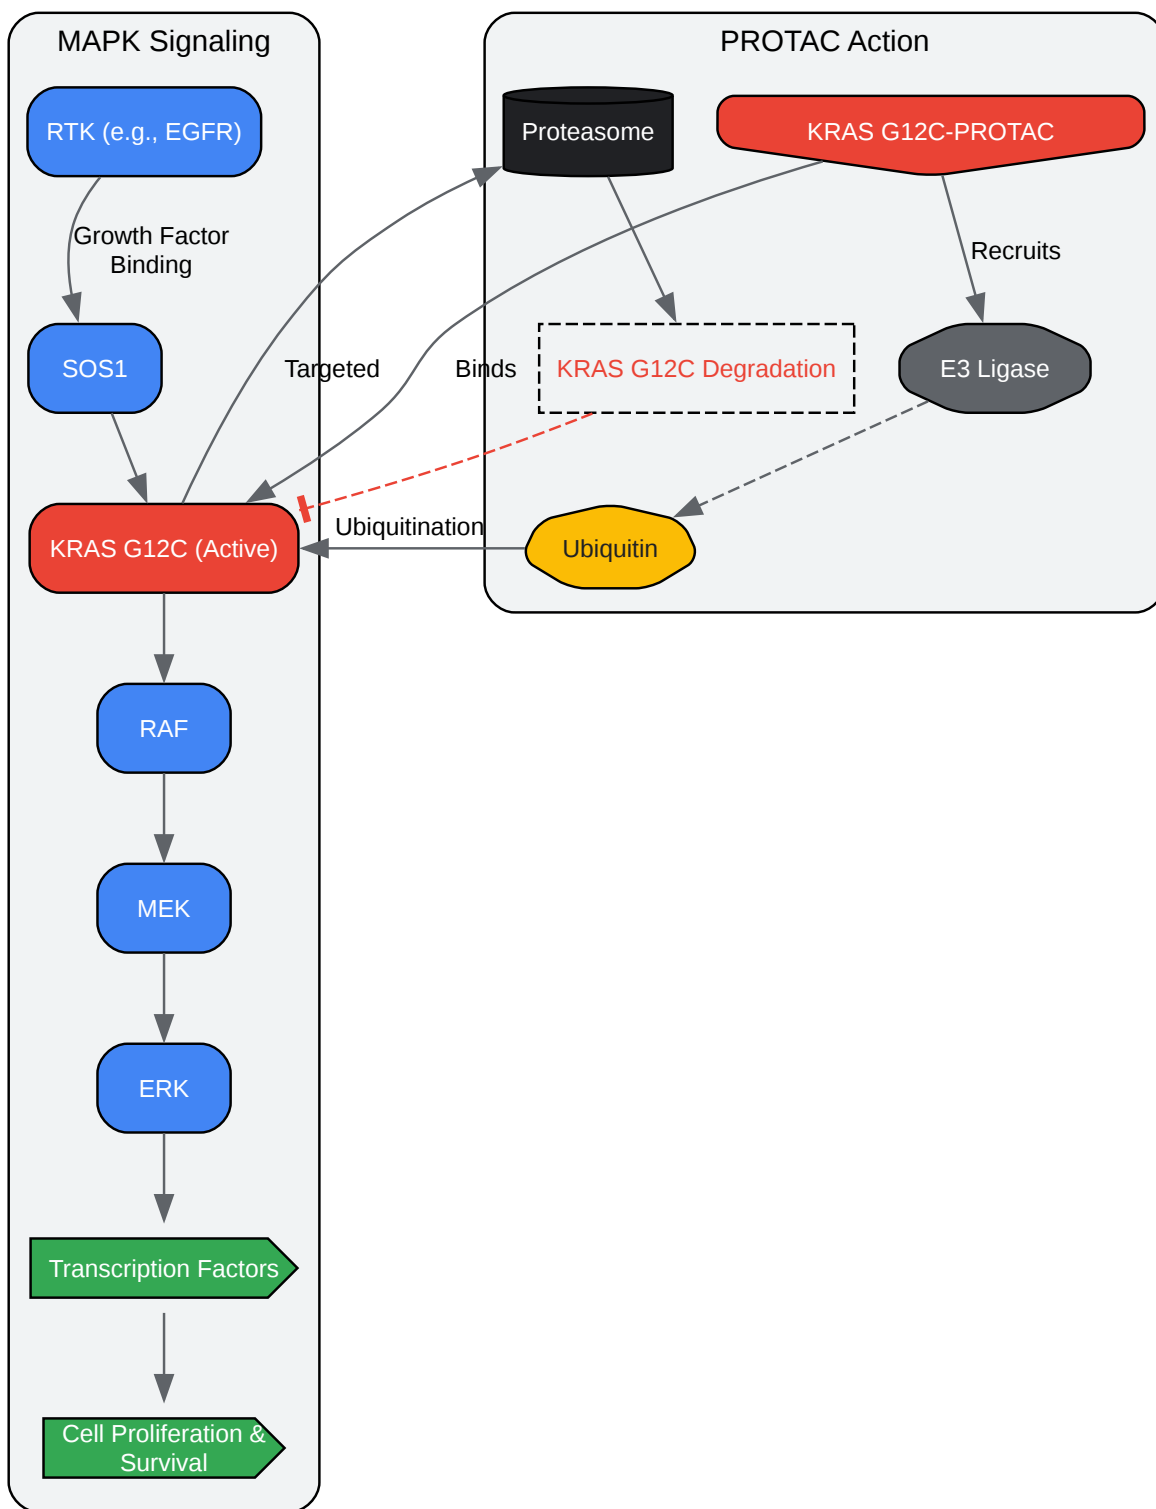 MAPK Signaling
RTK (e.g., EGFR)
Growth Factor
Binding
SOS1
KRAS G12C (Active)
RAF
MEK
ERK
Transcription Factors
Cell Proliferation &
Survival
Targeted
Binds
Ubiquitination
PROTAC Action
Proteasome
KRAS G12C-PROTAC
Recruits
KRAS G12C Degradation
E3 Ligase
Ubiquitin